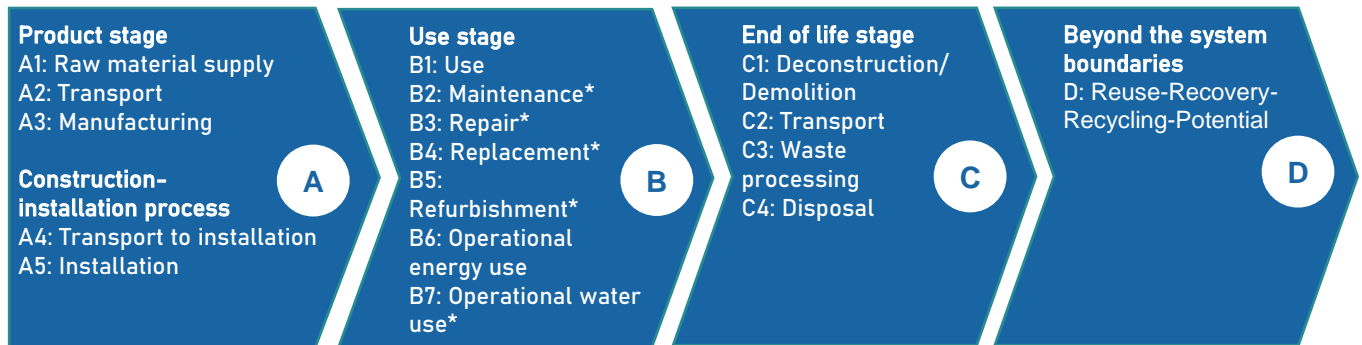 Product stage
A1: Raw material supply
A2: Transport
A3: Manufacturing
Construction-
installation process
A4: Transport to installation
A5: Installation
A
Use stage
B1: Use
B2: Maintenance*
B3: Repair*
B4: Replacement*
B5:
Refurbishment*
B6: Operational
energy use
B7: Operational water
use*
B
End of life stage
C1: Deconstruction/
Demolition
C2: Transport
C3: Waste
processing
C4: Disposal
C
Beyond the system
boundaries
D: Reuse-Recovery-
Recycling-Potential
D